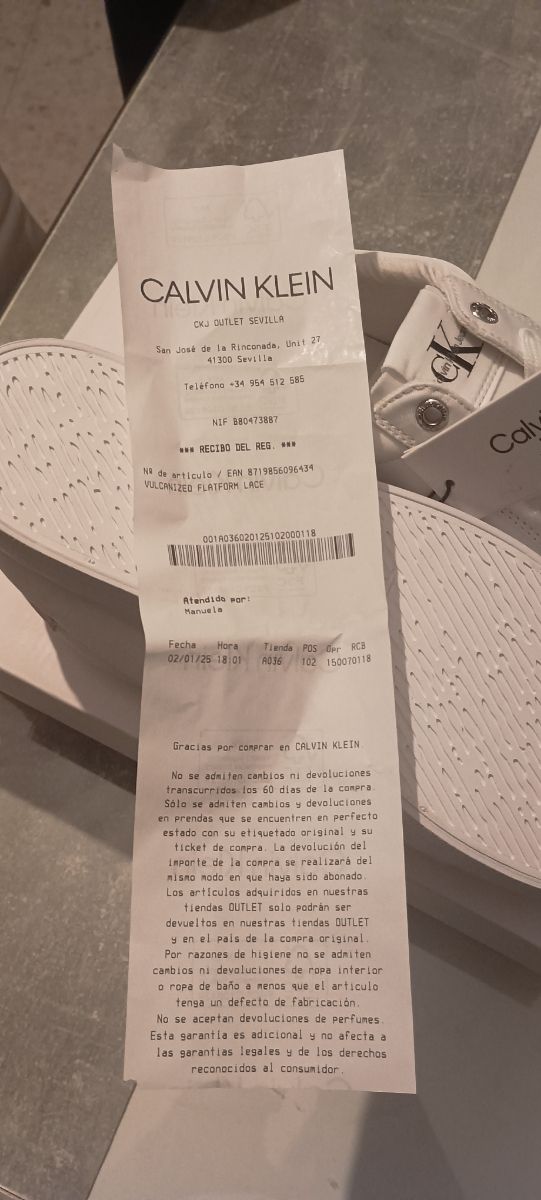 CALVIN KLEIN
CKJ OUTLET SEVILLA
San José de la Rinconada, Unit 27
41300 Sevilla
Teléfono +34 954 512 585
NIF B80473887
*** RECIBO DEL REG. ***
Nº de artículo / EAN 8719856096434
VULCANIZED FLATFORM LACE
001A03602012510200​0118
Atendido por:
Manuela
Fecha Hora Tienda POS Opr RCB
02/01/25 18:01 A036 102 150070118
Gracias por comprar en CALVIN KLEIN.
No se admiten cambios ni devoluciones
transcurridos los 60 días de la compra.
Sólo se admiten cambios y devoluciones
en prendas que se encuentren en perfecto
estado con su etiquetado original y su
ticket de compra. La devolución del
importe de la compra se realizará del
mismo modo en que haya sido abonado.
Los artículos adquiridos en nuestras
tiendas OUTLET solo podrán ser
devueltos en nuestras tiendas OUTLET
y en el país de la compra original.
Por razones de higiene no se admiten
cambios ni devoluciones de ropa interior
o ropa de baño a menos que el artículo
tenga un defecto de fabricación.
No se aceptan devoluciones de perfumes.
Esta garantía es adicional y no afecta a
las garantías legales y de los derechos
reconocidos al consumidor.
CK
Calvin